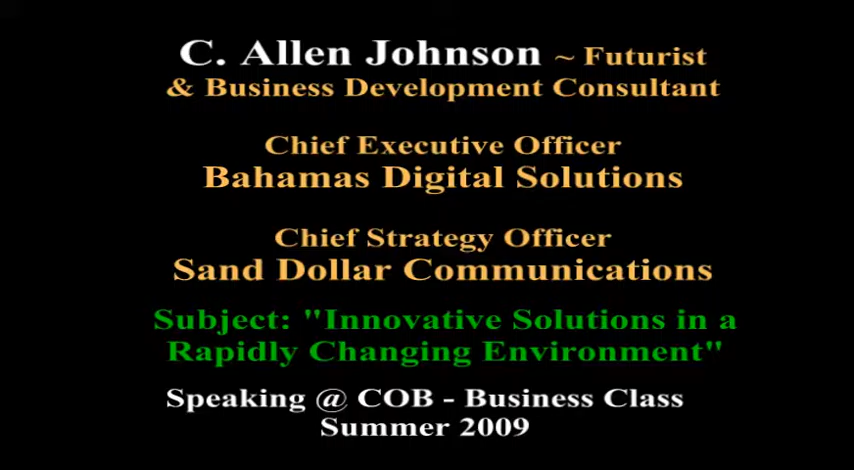 C. Allen Johnson ~ Futurist
& Business Development Consultant
Chief Executive Officer
Bahamas Digital Solutions
Chief Strategy Officer
Sand Dollar Communications
Subject: "Innovative Solutions in a
Rapidly Changing Environment"
Speaking @ COB - Business Class
Summer 2009